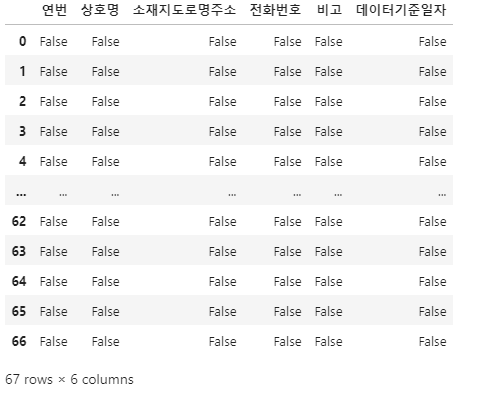 연번 상호명 소재지도로명주소 전화번호 비고 데이터기준일자
0 False False False False False False
1 False False False False False False
2 False False False False False False
3 False False False False False False
4 False False False False False False
... ... ... ... ... ... ...
62 False False False False False False
63 False False False False False False
64 False False False False False False
65 False False False False False False
66 False False False False False False
67 rows × 6 columns